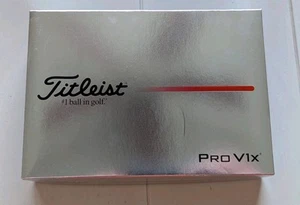 Titleist
#1 ball in golf.
PRO V1x